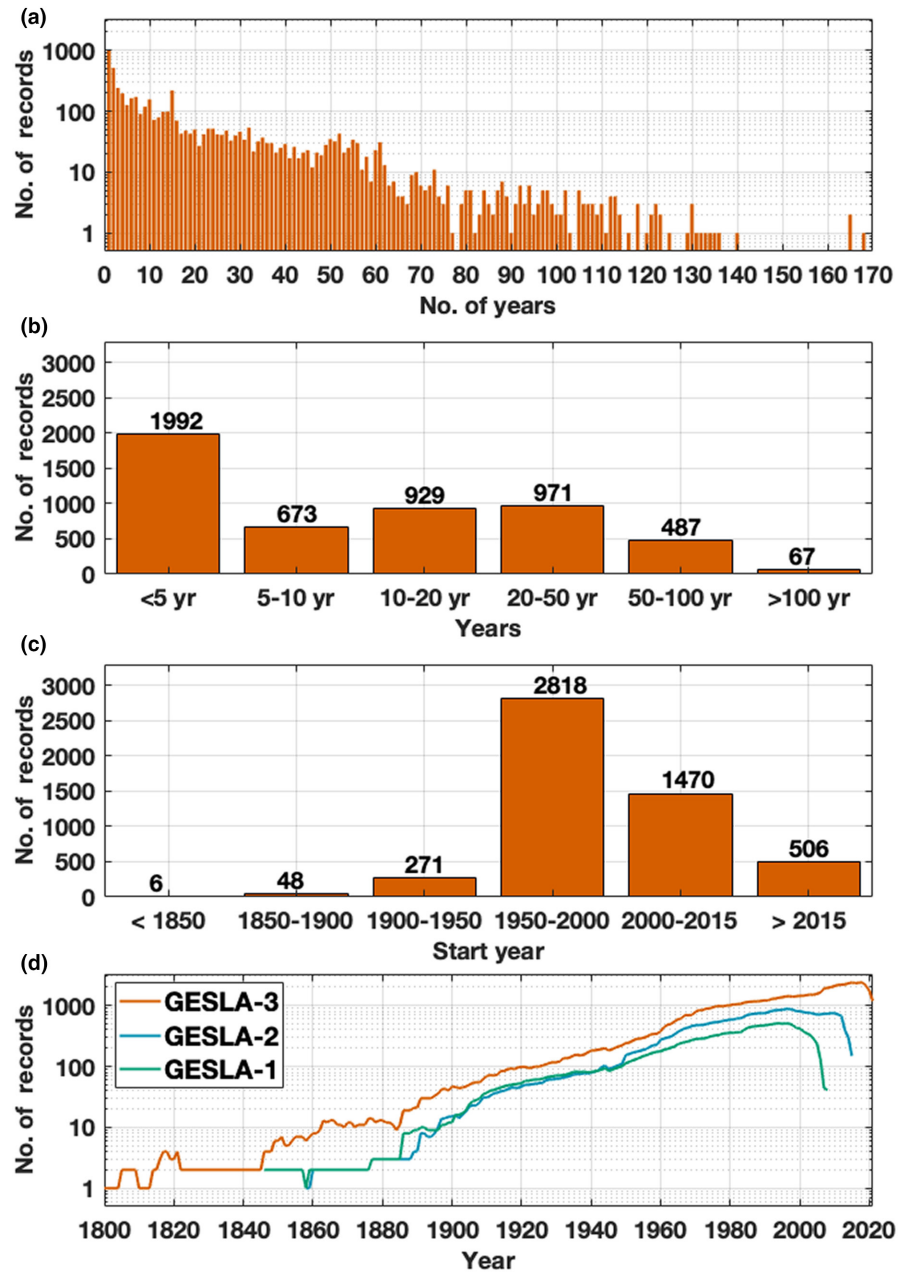 (a)
No. of records
1000
100
10
1
0 10 20 30 40 50 60 70 80 90 100 110 120 130 140 150 160 170
No. of years
(b)
No. of records
3000
2500
2000
1500
1000
500
0
1992
673
929
971
487
67
<5 yr 5-10 yr 10-20 yr 20-50 yr 50-100 yr >100 yr
Years
(c)
No. of records
3000
2500
2000
1500
1000
500
0
6
48
271
2818
1470
506
< 1850 1850-1900 1900-1950 1950-2000 2000-2015 > 2015
Start year
(d)
No. of records
1000
100
10
1
GESLA-3
GESLA-2
GESLA-1
1800 1820 1840 1860 1880 1900 1920 1940 1960 1980 2000 2020
Year